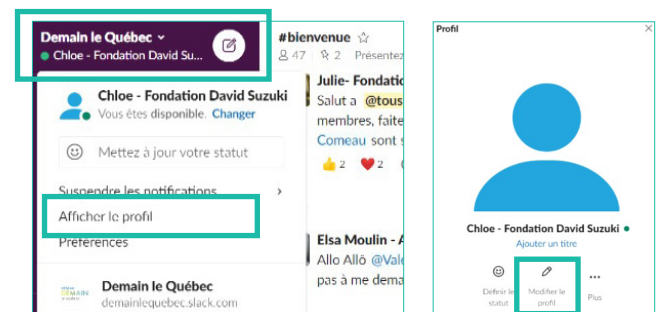 Demain le Québec
Chloe - Fondation David Su...
Chloe - Fondation David Suzuki
Vous êtes disponible. Changer
Mettez à jour votre statut
Suspendre les notifications
Afficher le profil
Préférences
Demain le Québec
demainlequebec.slack.com
#bienvenue
47 2 Présentez
Julie- Fondatio
Salut a @tous
membres, faite
Comeau sont s
2 2
Elsa Moulin - A
Allo Allô @Vale
pas à me dema
Profil
Chloe - Fondation David Suzuki
Ajouter un titre
Définir le statut
Modifier le profil
Plus